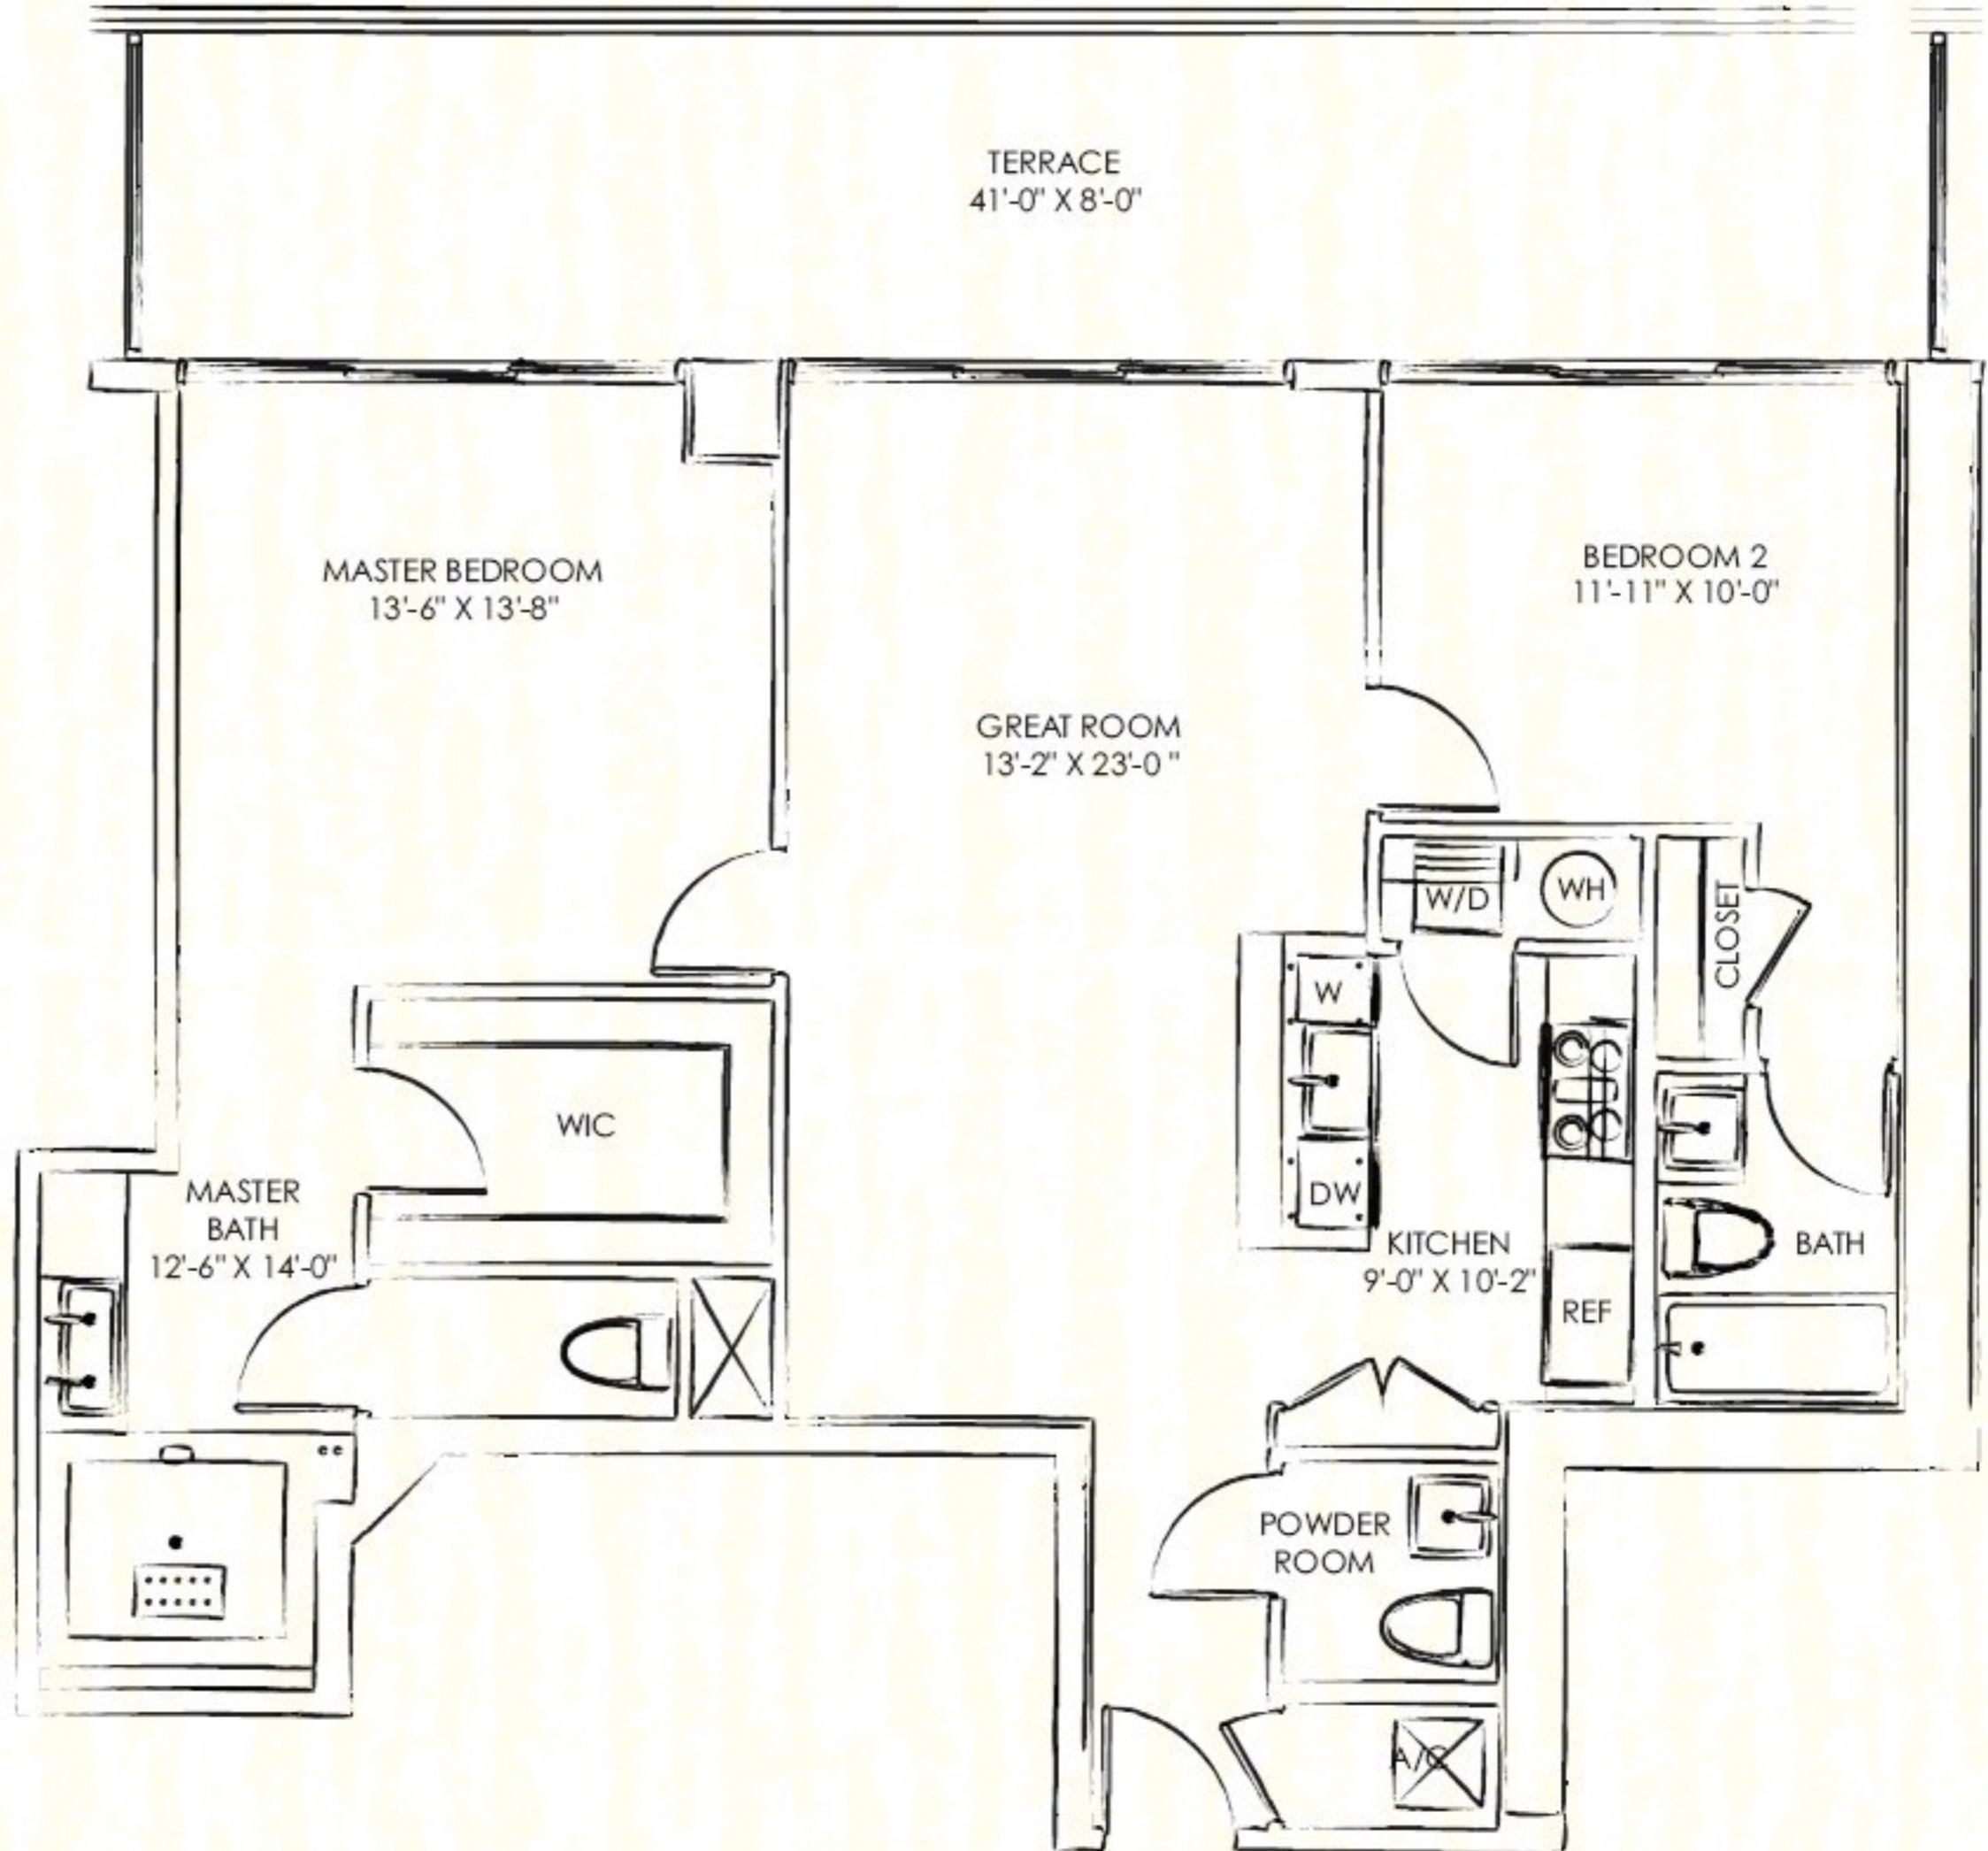 TERRACE
41'-0" X 8'-0"
MASTER BEDROOM
13'-6" X 13'-8"
BEDROOM 2
11'-11" X 10'-0"
GREAT ROOM
13'-2" X 23'-0 "
W/D
WH
CLOSET
W
WIC
DW
MASTER
BATH
12'-6" X 14'-0"
KITCHEN
9'-0" X 10'-2"
BATH
REF
POWDER
ROOM
A/C